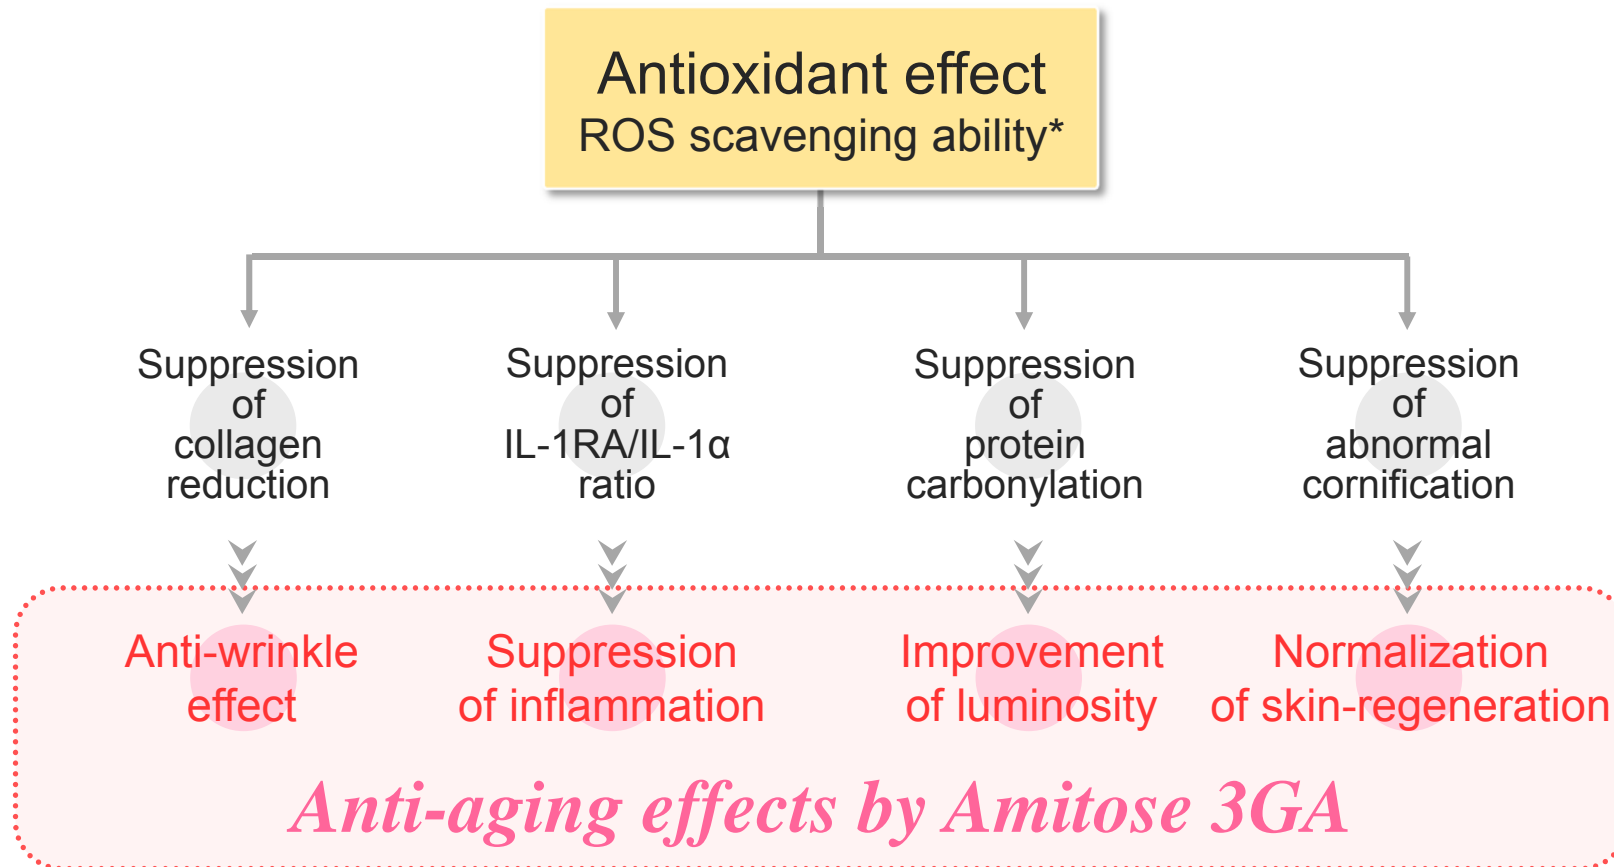 Antioxidant effect
ROS scavenging ability*
Suppression
of
collagen
reduction
Suppression
of
IL-1RA/IL-1α
ratio
Suppression
of
protein
carbonylation
Suppression
of
abnormal
cornification
Anti-wrinkle
effect
Suppression
of inflammation
Improvement
of luminosity
Normalization
of skin-regeneration
Anti-aging effects by Amitose 3GA